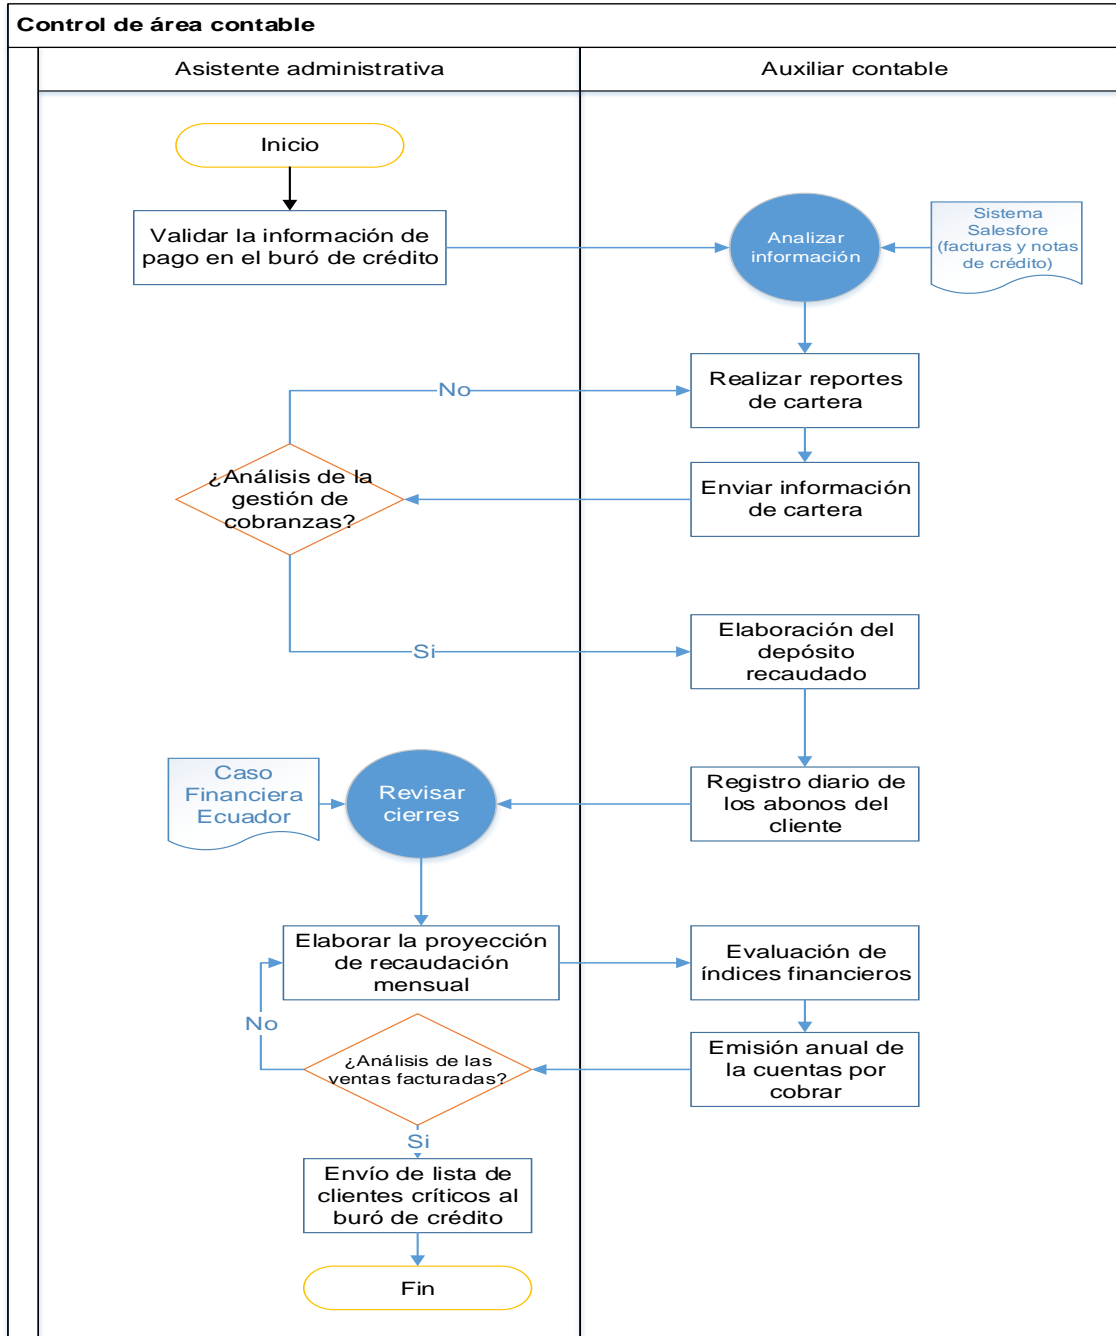 Control de área contable
Asistente administrativa
Auxiliar contable
Inicio
Validar la información de
pago en el buró de crédito
Analizar
información
Sistema
Salesfore
(facturas y notas
de crédito)
Realizar reportes
de cartera
No
¿Análisis de la
gestión de
cobranzas?
Enviar información
de cartera
Si
Elaboración del
depósito
recaudado
Caso
Financiera
Ecuador
Revisar
cierres
Registro diario de
los abonos del
cliente
Elaborar la proyección
de recaudación
mensual
Evaluación de
índices financieros
No
¿Análisis de las
ventas facturadas?
Emisión anual de
la cuentas por
cobrar
Si
Envío de lista de
clientes críticos al
buró de crédito
Fin